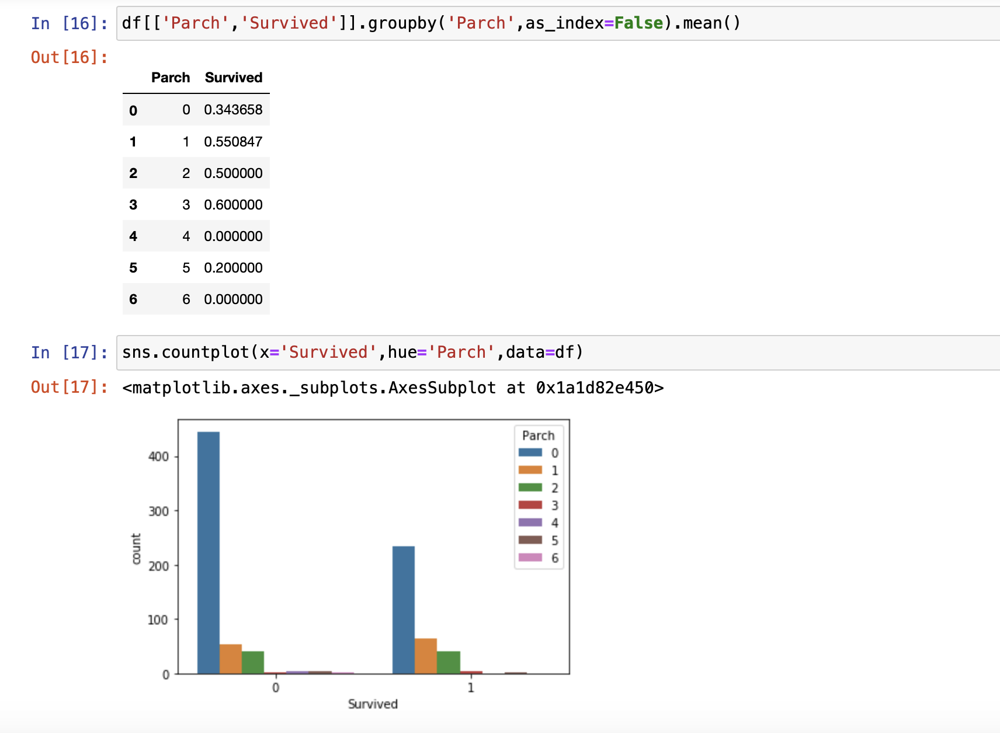 In [16]: df[['Parch','Survived']].groupby('Parch',as_index=False).mean()
Out[16]:
Parch Survived
0 0 0.343658
1 1 0.550847
2 2 0.500000
3 3 0.600000
4 4 0.000000
5 5 0.200000
6 6 0.000000
In [17]: sns.countplot(x='Survived',hue='Parch',data=df)
Out[17]: <matplotlib.axes._subplots.AxesSubplot at 0x1a1d82e450>
Parch
0
1
2
3
4
5
6
400
300
200
100
0
count
0 1
Survived